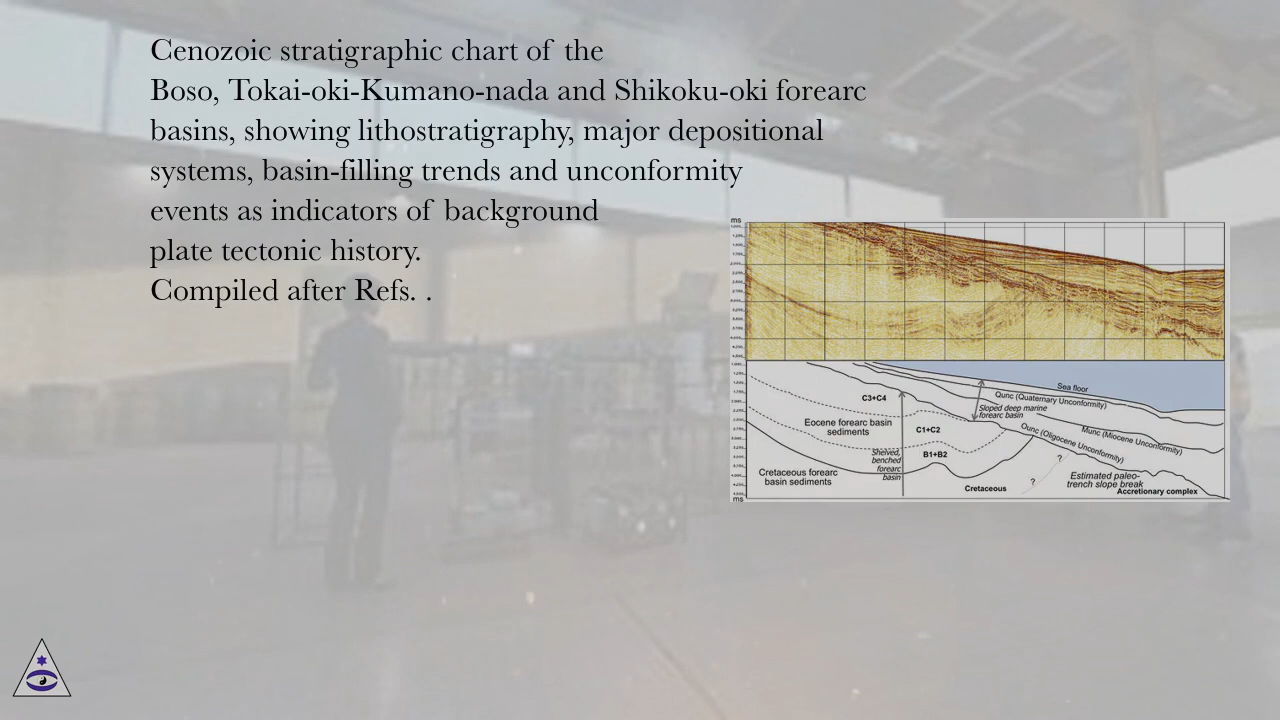 Cenozoic stratigraphic chart of the
Boso, Tokai-oki-Kumano-nada and Shikoku-oki forearc
basins, showing lithostratigraphy, major depositional
systems, basin-filling trends and unconformity
events as indicators of background
plate tectonic history.
Compiled after Refs. .
ms
Sea floor
Qunc (Quaternary Unconformity)
C3+C4
Sloped deep marine
forearc basin
Eocene forearc basin
sediments
C1+C2
Ounc (Oligocene Unconformity)
Munc (Miocene Unconformity)
Shelved,
benched
forearc
basin
B1+B2
?
Cretaceous forearc
basin sediments
Cretaceous
?
Estimated paleo-
trench slope break
Accretionary complex
ms